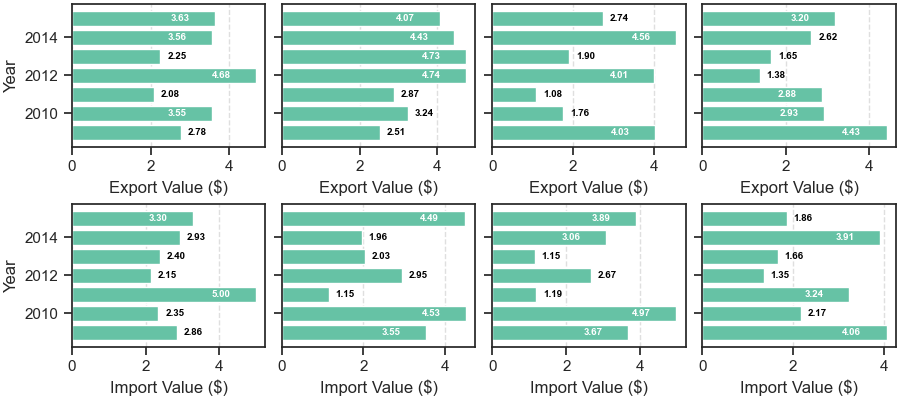 3.63 4.07 2.74 3.20
2014 3.56 4.43 4.56 2.62
2.25 4.73 1.90 1.65
2012 4.68 4.74 4.01 1.38
2.08 2.87 1.08 2.88
2010 3.55 3.24 1.76 2.93
2.78 2.51 4.03 4.43
Year
0 2 4 0 2 4 0 2 4 0 2 4
Export Value ($) Export Value ($) Export Value ($) Export Value ($)
3.30 4.49 3.89 1.86
2014 2.93 1.96 3.06 3.91
2.40 2.03 1.15 1.66
2012 2.15 2.95 2.67 1.35
5.00 1.15 1.19 3.24
2010 2.35 4.53 4.97 2.17
2.86 3.55 3.67 4.06
Year
0 2 4 0 2 4 0 2 4 0 2 4
Import Value ($) Import Value ($) Import Value ($) Import Value ($)